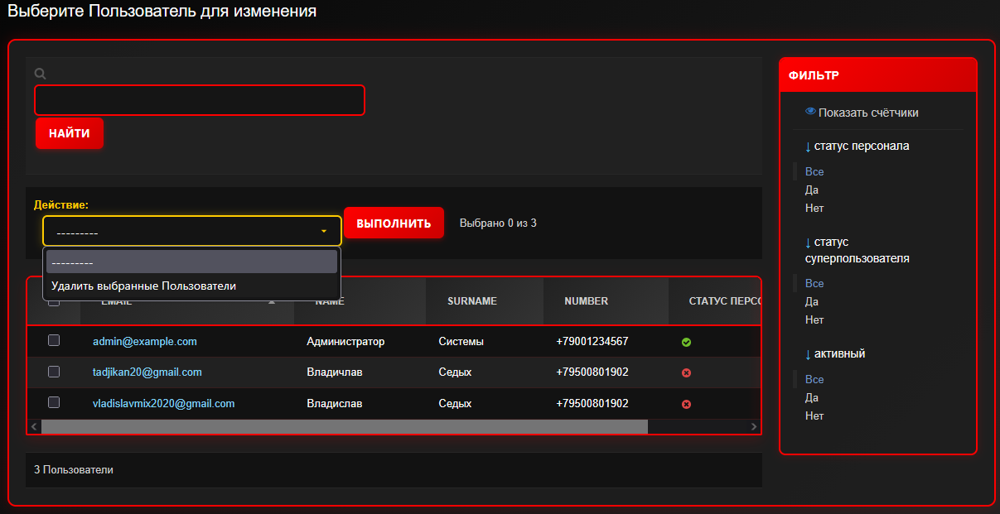 Выберите Пользователь для изменения
НАЙТИ
Действие:
---------
ВЫПОЛНИТЬ
Выбрано 0 из 3
---------
Удалить выбранные Пользователи
EMAIL NAME SURNAME NUMBER СТАТУС ПЕРСО
admin@example.com Администратор Системы +79001234567
tadjikan20@gmail.com Владичлав Седых +79500801902
vladislavmix2020@gmail.com Владислав Седых +79500801902
3 Пользователи
ФИЛЬТР
Показать счётчики
↓ статус персонала
Все
Да
Нет
↓ статус
суперпользователя
Все
Да
Нет
↓ активный
Все
Да
Нет